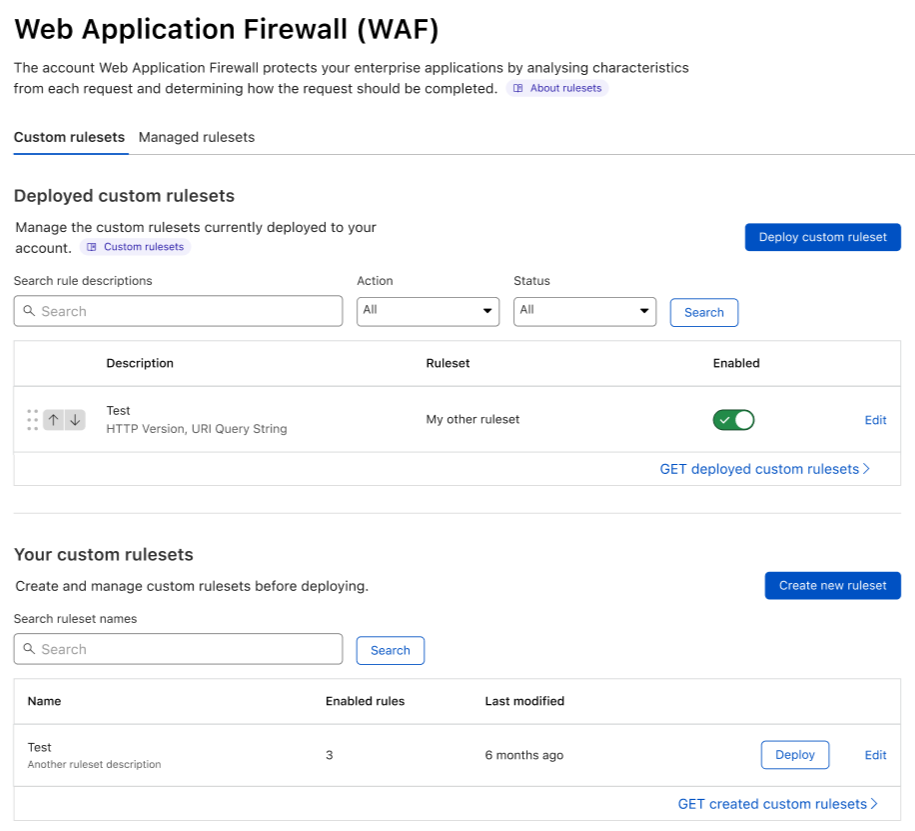 Web Application Firewall (WAF)
The account Web Application Firewall protects your enterprise applications by analysing characteristics
from each request and determining how the request should be completed. About rulesets
Custom rulesets Managed rulesets
Deployed custom rulesets
Manage the custom rulesets currently deployed to your
account. Custom rulesets
Deploy custom ruleset
Search rule descriptions Action Status
Search All All Search
Description Ruleset Enabled
Test
HTTP Version, URI Query String
My other ruleset Edit
GET deployed custom rulesets
Your custom rulesets
Create and manage custom rulesets before deploying.
Create new ruleset
Search ruleset names
Search Search
Name Enabled rules Last modified
Test
Another ruleset description
3 6 months ago Deploy Edit
GET created custom rulesets